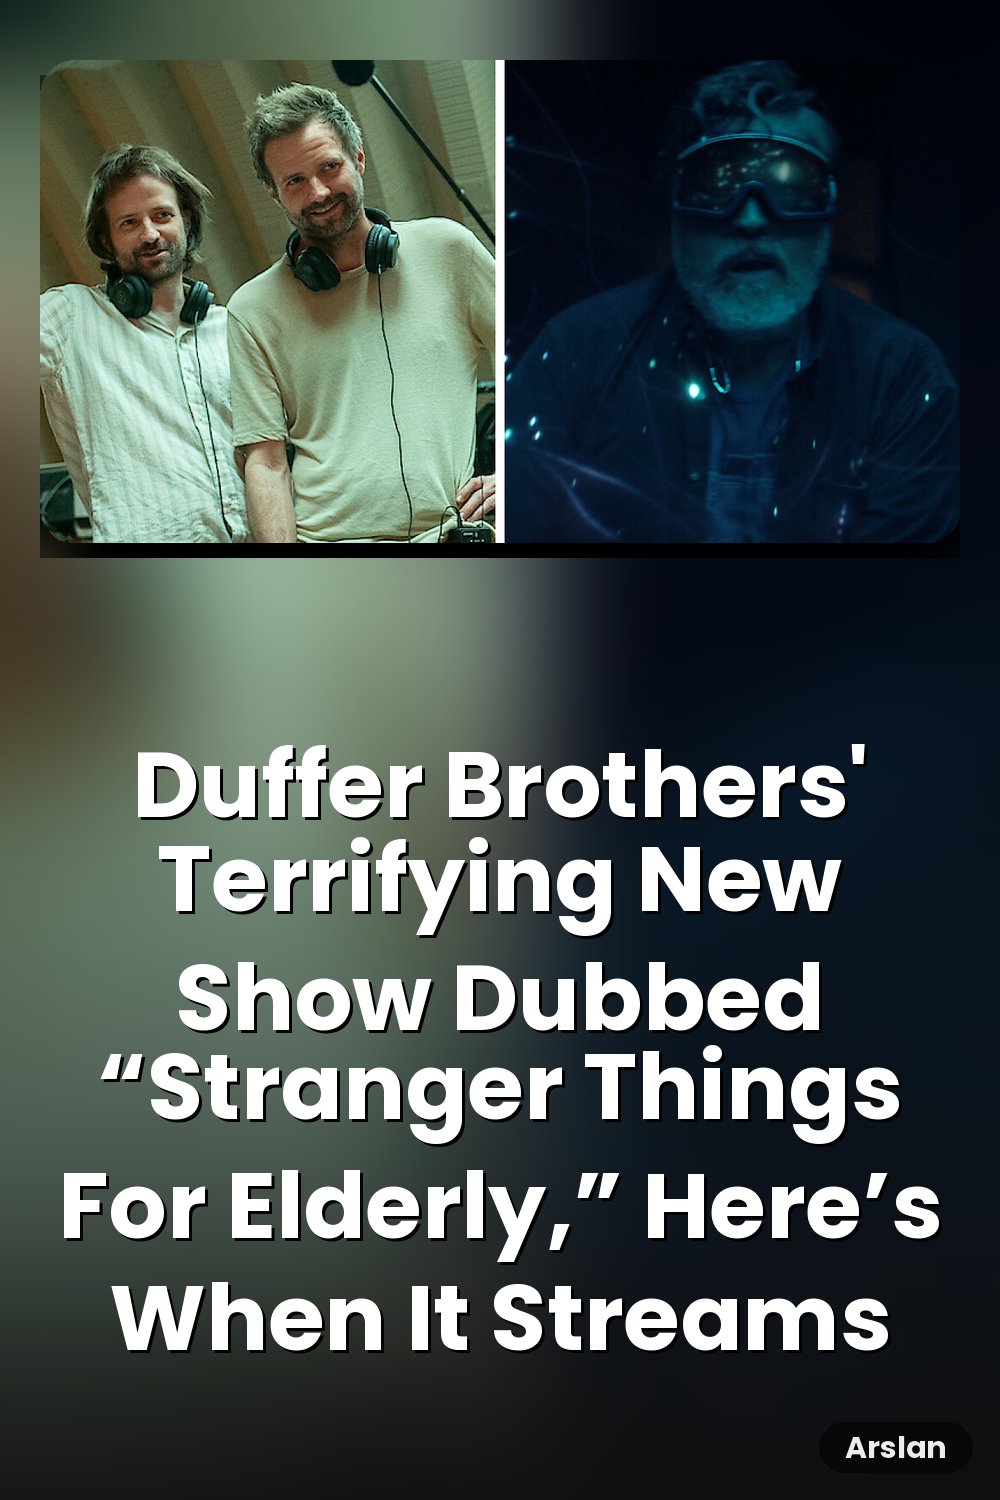 Duffer Brothers'
Terrifying New
Show Dubbed
“Stranger Things
For Elderly,” Here’s
When It Streams
Arslan